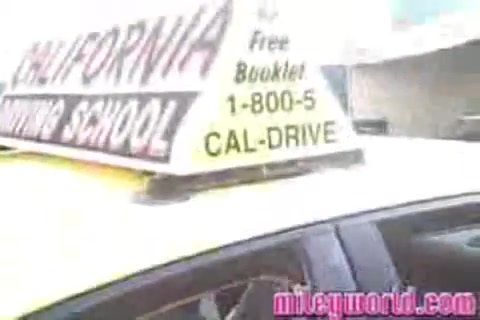 CALIFORNIA
DRIVING SCHOOL
Free
Booklet
1-800-5
CAL-DRIVE
mileyworld.com